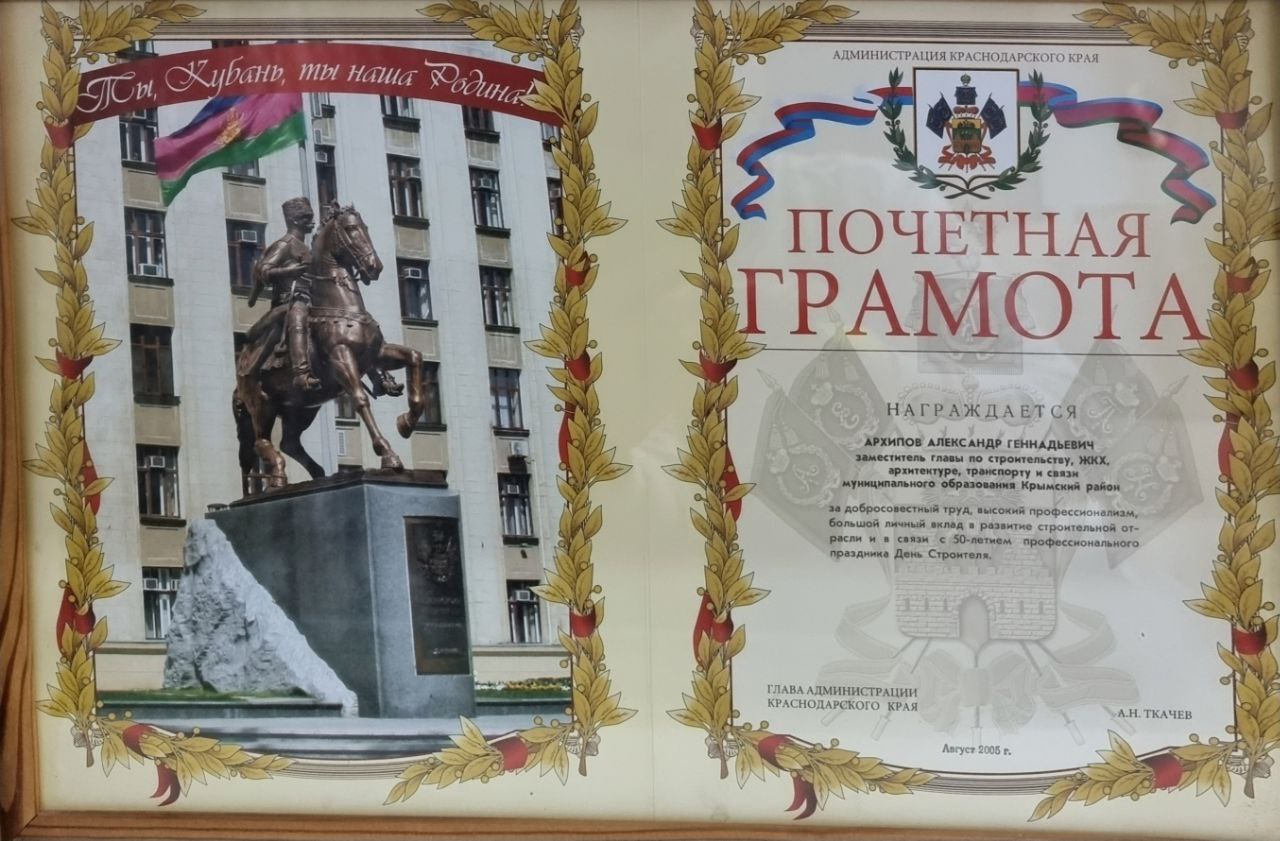 Ты, Кубань, ты наша Родина!
АДМИНИСТРАЦИЯ КРАСНОДАРСКОГО КРАЯ
ПОЧЕТНАЯ
ГРАМОТА
НАГРАЖДАЕТСЯ
АРХИПОВ АЛЕКСАНДР ГЕННАДЬЕВИЧ
заместитель главы по строительству, ЖКХ,
архитектуре, транспорту и связи
муниципального образования Крымский район
за добросовестный труд, высокий профессионализм,
большой личный вклад в развитие строительной от-
расли и в связи с 50-летием профессионального
праздника День Строителя.
ГЛАВА АДМИНИСТРАЦИИ
КРАСНОДАРСКОГО КРАЯ
А.Н. ТКАЧЕВ
Август 2005 г.